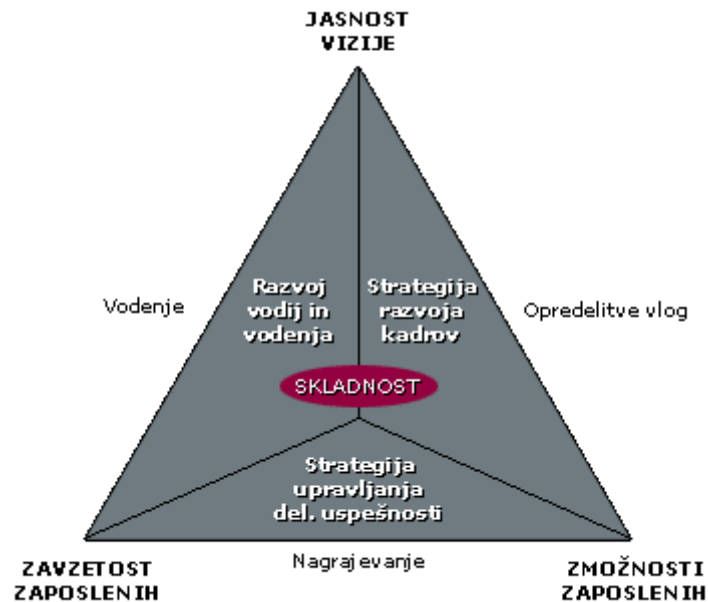 JASNOST
VIZIJE
Razvoj
vodij in
vodenja
Strategija
razvoja
kadrov
Vodenje
Opredelitve vlog
SKLADNOST
Strategija
upravljanja
del. uspešnosti
Nagrajevanje
ZAVZETOST
ZAPOSLENIH
ZMOŽNOSTI
ZAPOSLENIH